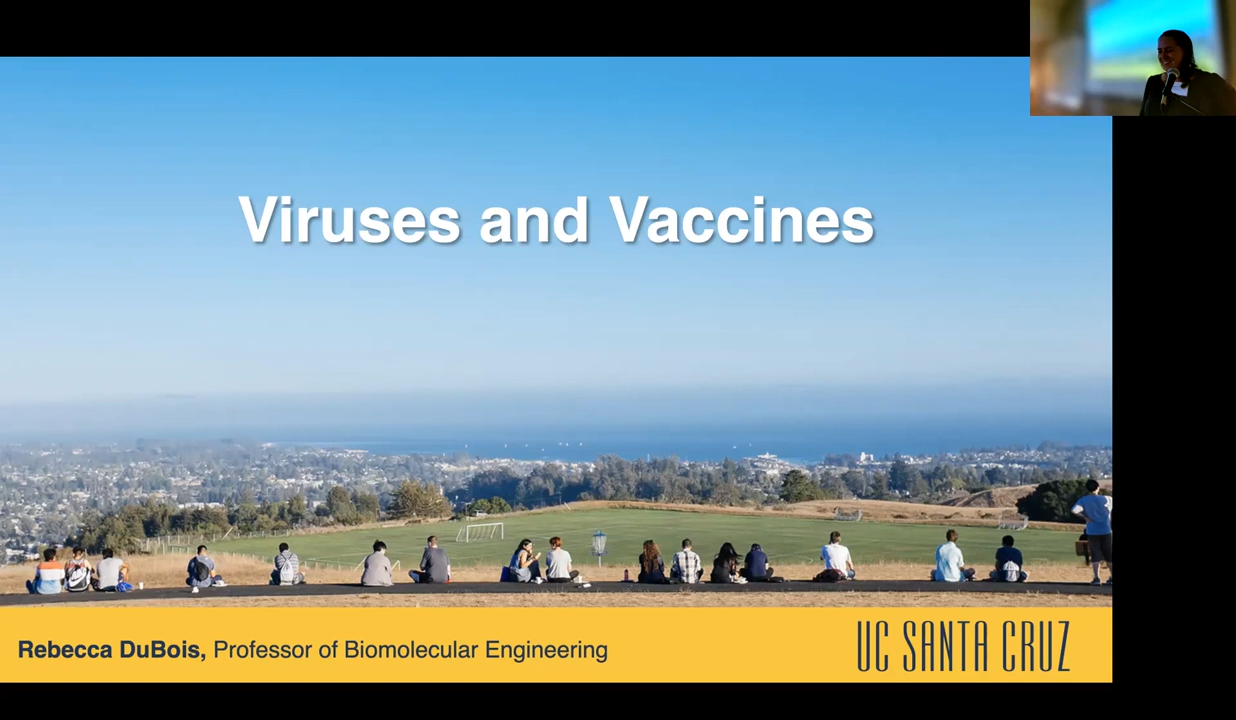 Viruses and Vaccines
Rebecca DuBois, Professor of Biomolecular Engineering
UC SANTA CRUZ